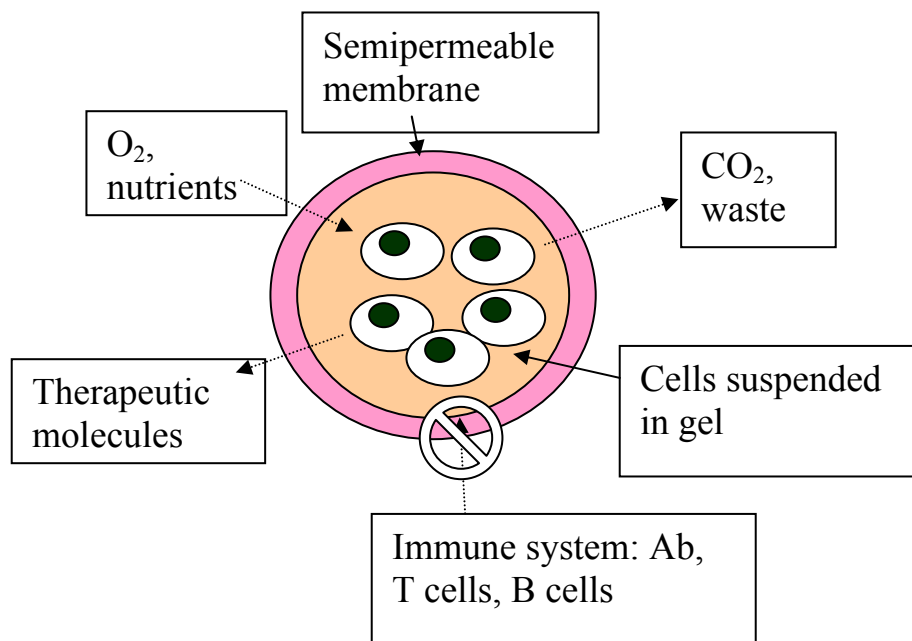 Semipermeable
membrane
O₂,
nutrients
CO₂,
waste
Therapeutic
molecules
Cells suspended
in gel
Immune system: Ab,
T cells, B cells